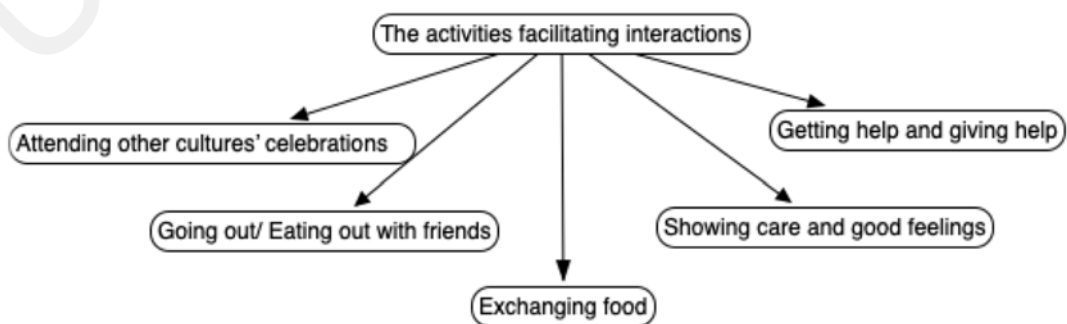 The activities facilitating interactions
Getting help and giving help
Attending other cultures’ celebrations
Going out/ Eating out with friends
Showing care and good feelings
Exchanging food